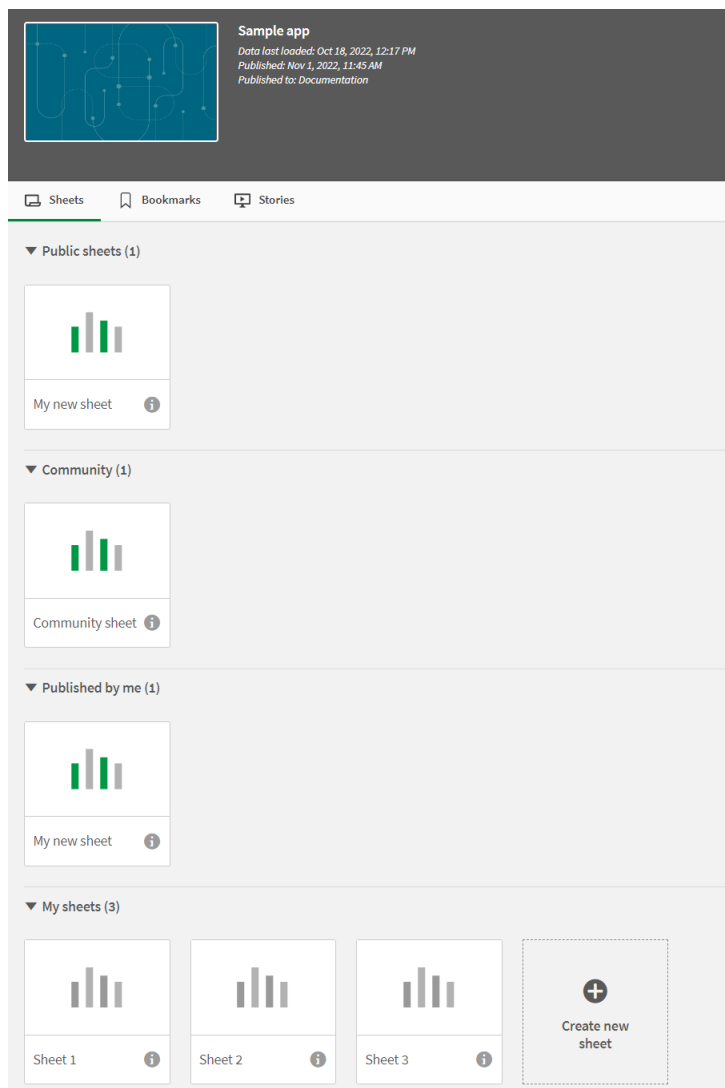 Sample app
Data last loaded: Oct 18, 2022, 12:17 PM
Published: Nov 1, 2022, 11:45 AM
Published to: Documentation
Sheets Bookmarks Stories
Public sheets (1)
My new sheet
Community (1)
Community sheet
Published by me (1)
My new sheet
My sheets (3)
Sheet 1 Sheet 2 Sheet 3
Create new
sheet